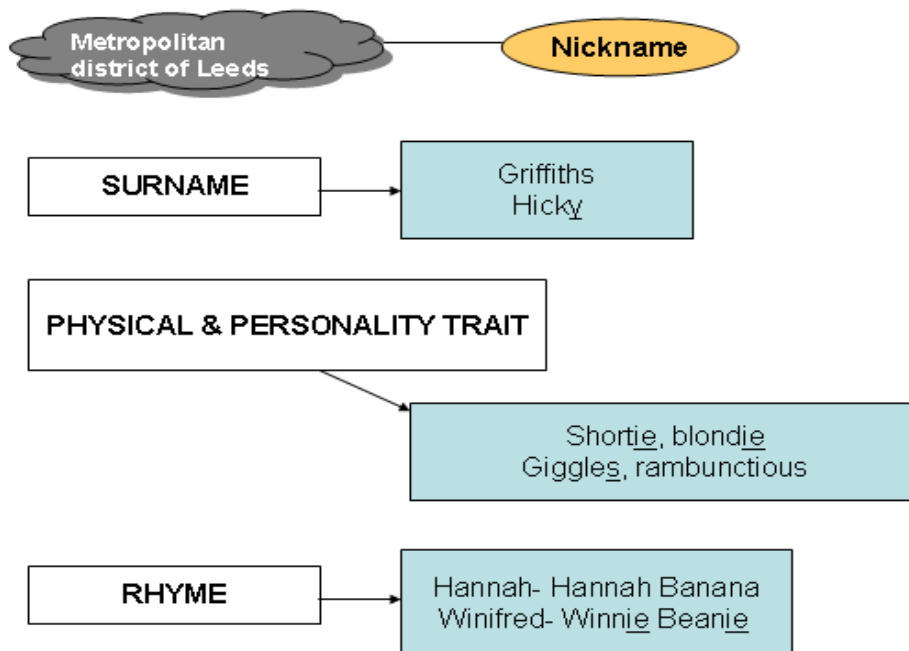 Metropolitan
district of Leeds
Nickname
SURNAME
Griffiths
Hicky
PHYSICAL & PERSONALITY TRAIT
Shortie, blondie
Giggles, rambunctious
RHYME
Hannah- Hannah Banana
Winifred- Winnie Beanie